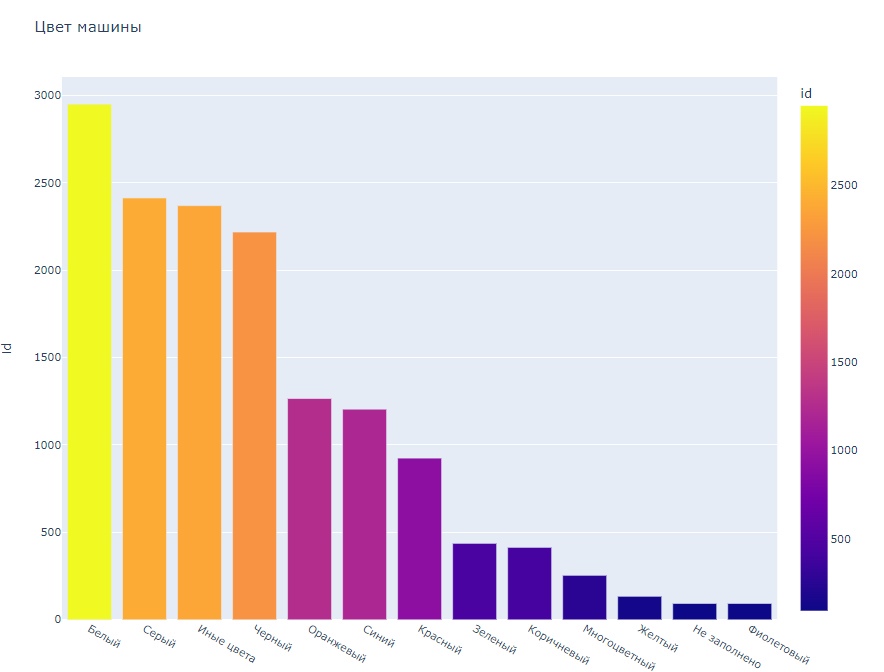 Цвет машины
id
3000
2500
2000
1500
1000
500
0
Id
2500
2000
1500
1000
500
Белый
Серый
Иные цвета
Черный
Оранжевый
Синий
Красный
Зеленый
Коричневый
Многоцветный
Желтый
Не заполнено
Фиолетовый